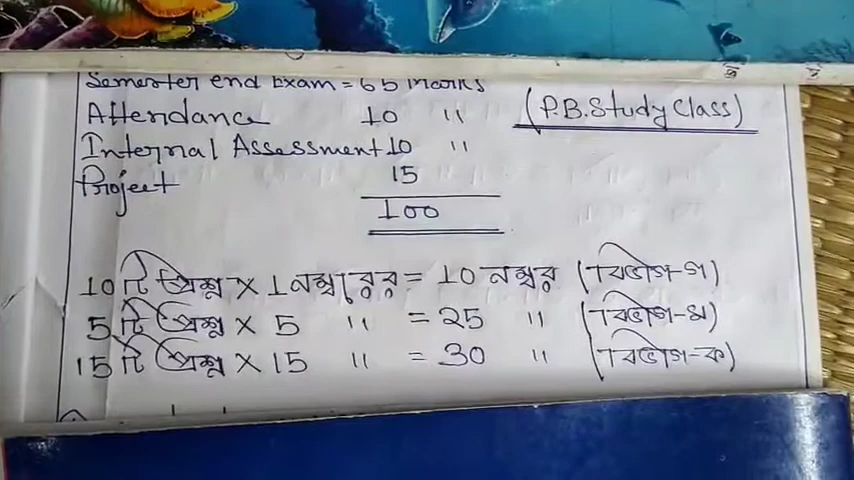 Semester end Exam = 65 Marks
Attendance 10 " (P.B. Study Class)
Internal Assessment 10 "
Project 15
100
10 টি প্রশ্ন × 1 নম্বরের = 10 নম্বর (বিভাগ-গ)
5 টি প্রশ্ন × 5 " = 25 " (বিভাগ-খ)
15 টি প্রশ্ন × 15 " = 30 " (বিভাগ-ক)